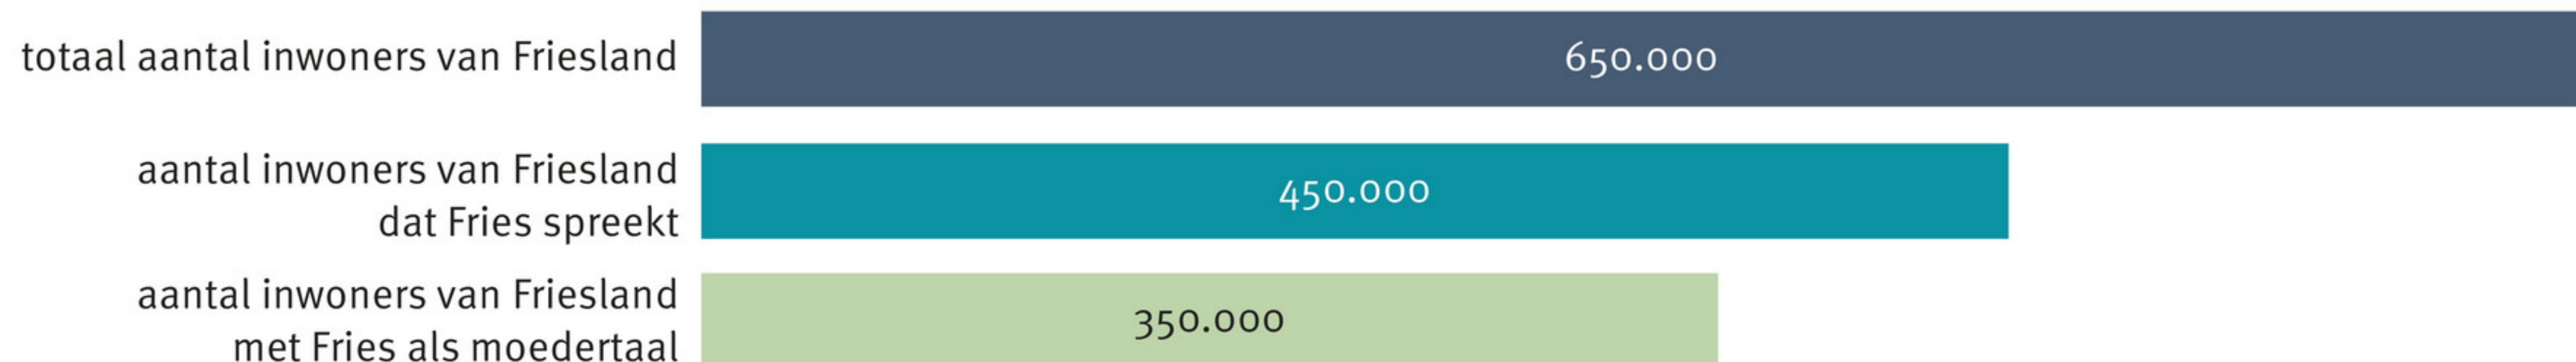 totaal aantal inwoners van Friesland
650.000
aantal inwoners van Friesland
dat Fries spreekt
450.000
aantal inwoners van Friesland
met Fries als moedertaal
350.000